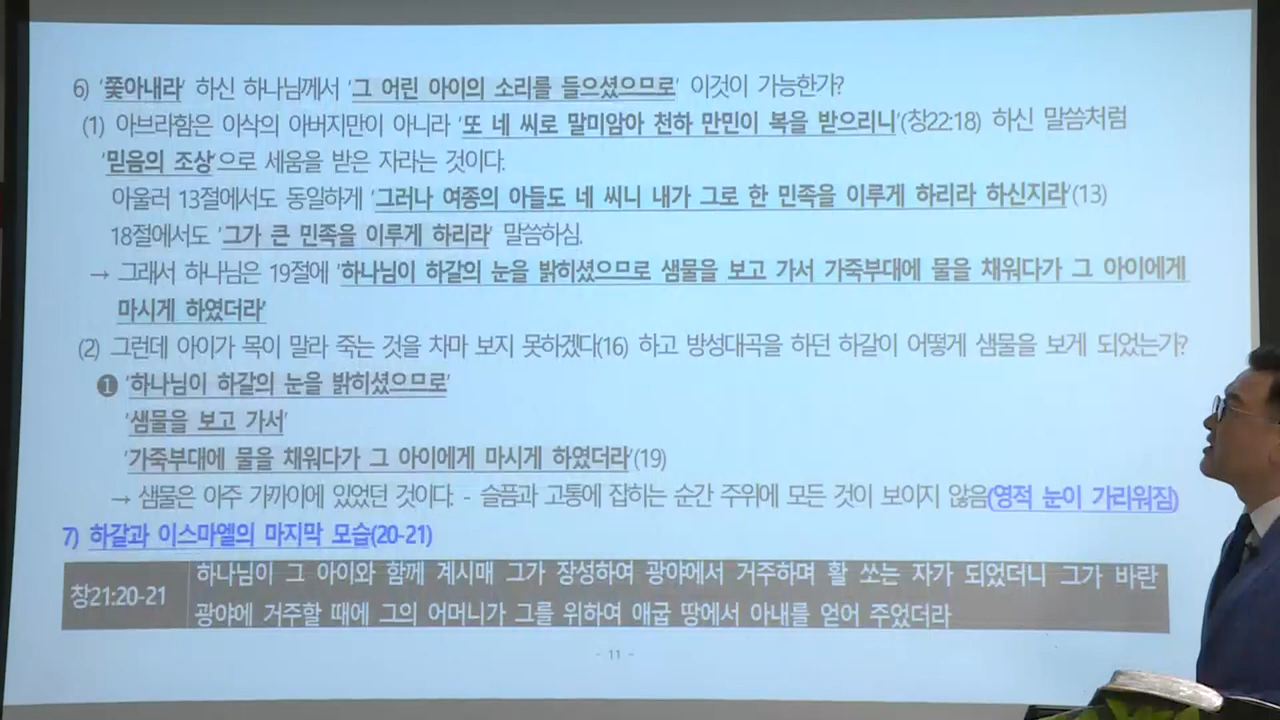 6) '쫓아내라' 하신 하나님께서 '그 어린 아이의 소리를 들으셨으므로' 이것이 가능한가?
(1) 아브라함은 이삭의 아버지만이 아니라 '또 네 씨로 말미암아 천하 만민이 복을 받으리니'(창22:18) 하신 말씀처럼
'믿음의 조상'으로 세움을 받은 자라는 것이다.
아울러 13절에서도 동일하게 '그러나 여종의 아들도 네 씨니 내가 그로 한 민족을 이루게 하리라 하신지라'(13)
18절에서도 '그가 큰 민족을 이루게 하리라' 말씀하심.
→ 그래서 하나님은 19절에 '하나님이 하갈의 눈을 밝히셨으므로 샘물을 보고 가서 가죽부대에 물을 채워다가 그 아이에게
마시게 하였더라'
(2) 그런데 아이가 목이 말라 죽는 것을 차마 보지 못하겠다(16) 하고 방성대곡을 하던 하갈이 어떻게 샘물을 보게 되었는가?
❶ '하나님이 하갈의 눈을 밝히셨으므로'
'샘물을 보고 가서'
'가죽부대에 물을 채워다가 그 아이에게 마시게 하였더라'(19)
→ 샘물은 아주 가까이에 있었던 것이다. - 슬픔과 고통에 잡히는 순간 주위에 모든 것이 보이지 않음(영적 눈이 가리워짐)
7) 하갈과 이스마엘의 마지막 모습(20-21)
창21:20-21 하나님이 그 아이와 함께 계시매 그가 장성하여 광야에서 거주하며 활 쏘는 자가 되었더니 그가 바란
광야에 거주할 때에 그의 어머니가 그를 위하여 애굽 땅에서 아내를 얻어 주었더라
- 11 -